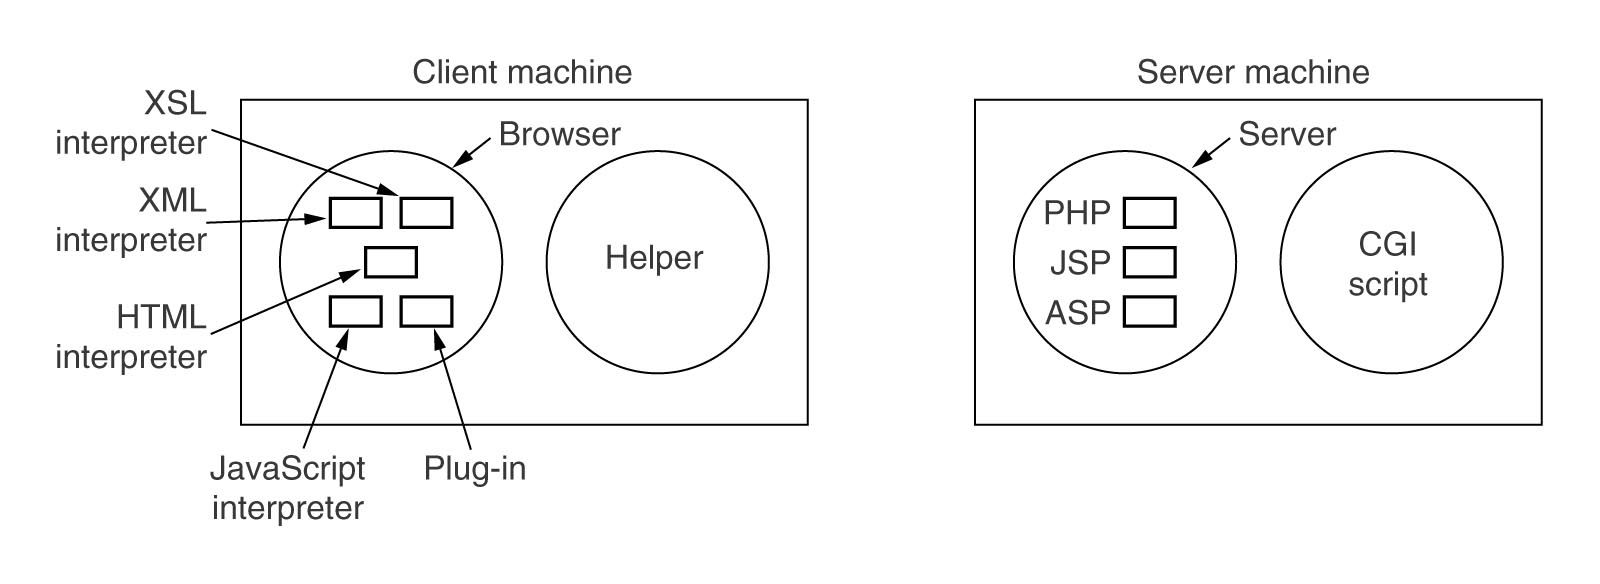 Client machine
Server machine
XSL
interpreter
Browser
Server
XML
interpreter
PHP
Helper
CGI
script
JSP
HTML
interpreter
ASP
JavaScript
interpreter
Plug-in